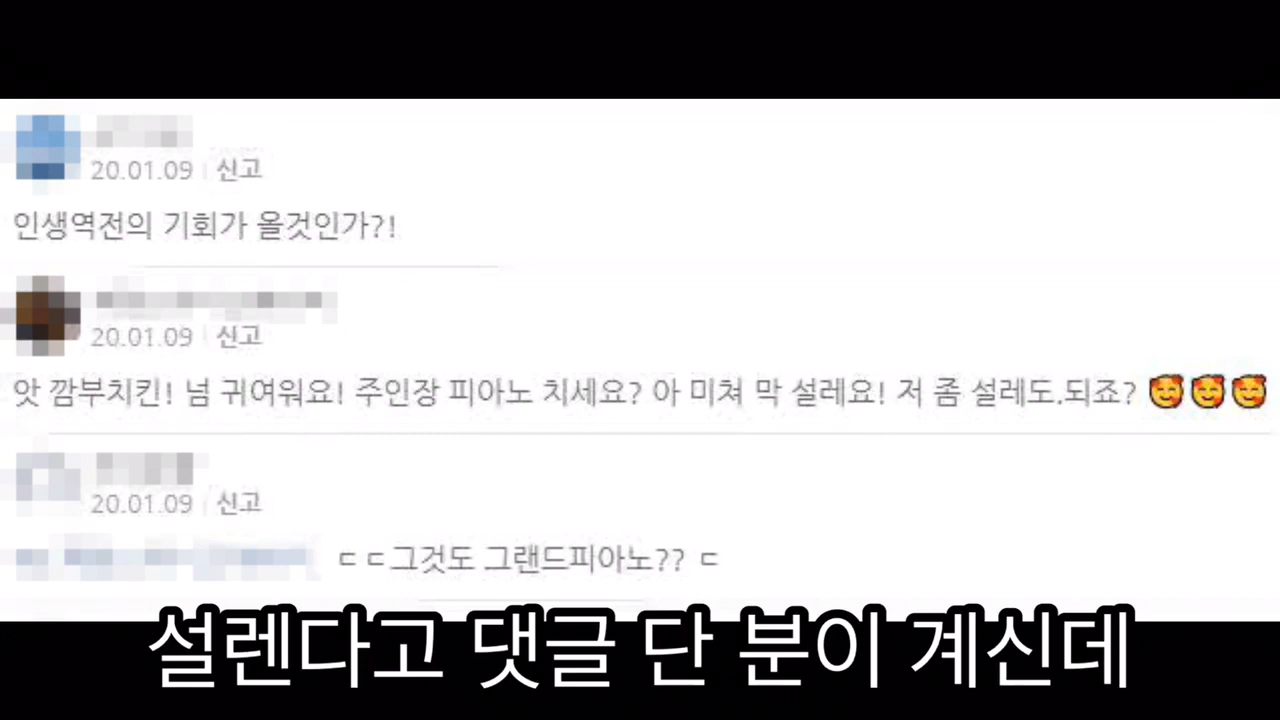 20.01.09 신고
인생역전의 기회가 올것인가?!
20.01.09 신고
앗 깜부치킨! 넘 귀여워요! 주인장 피아노 치세요? 아 미쳐 막 설레요! 저 좀 설레도.되죠? 🥰🥰🥰
20.01.09 신고
ㄷㄷ그것도 그랜드피아노?? ㄷ
설렌다고 댓글 단 분이 계신데